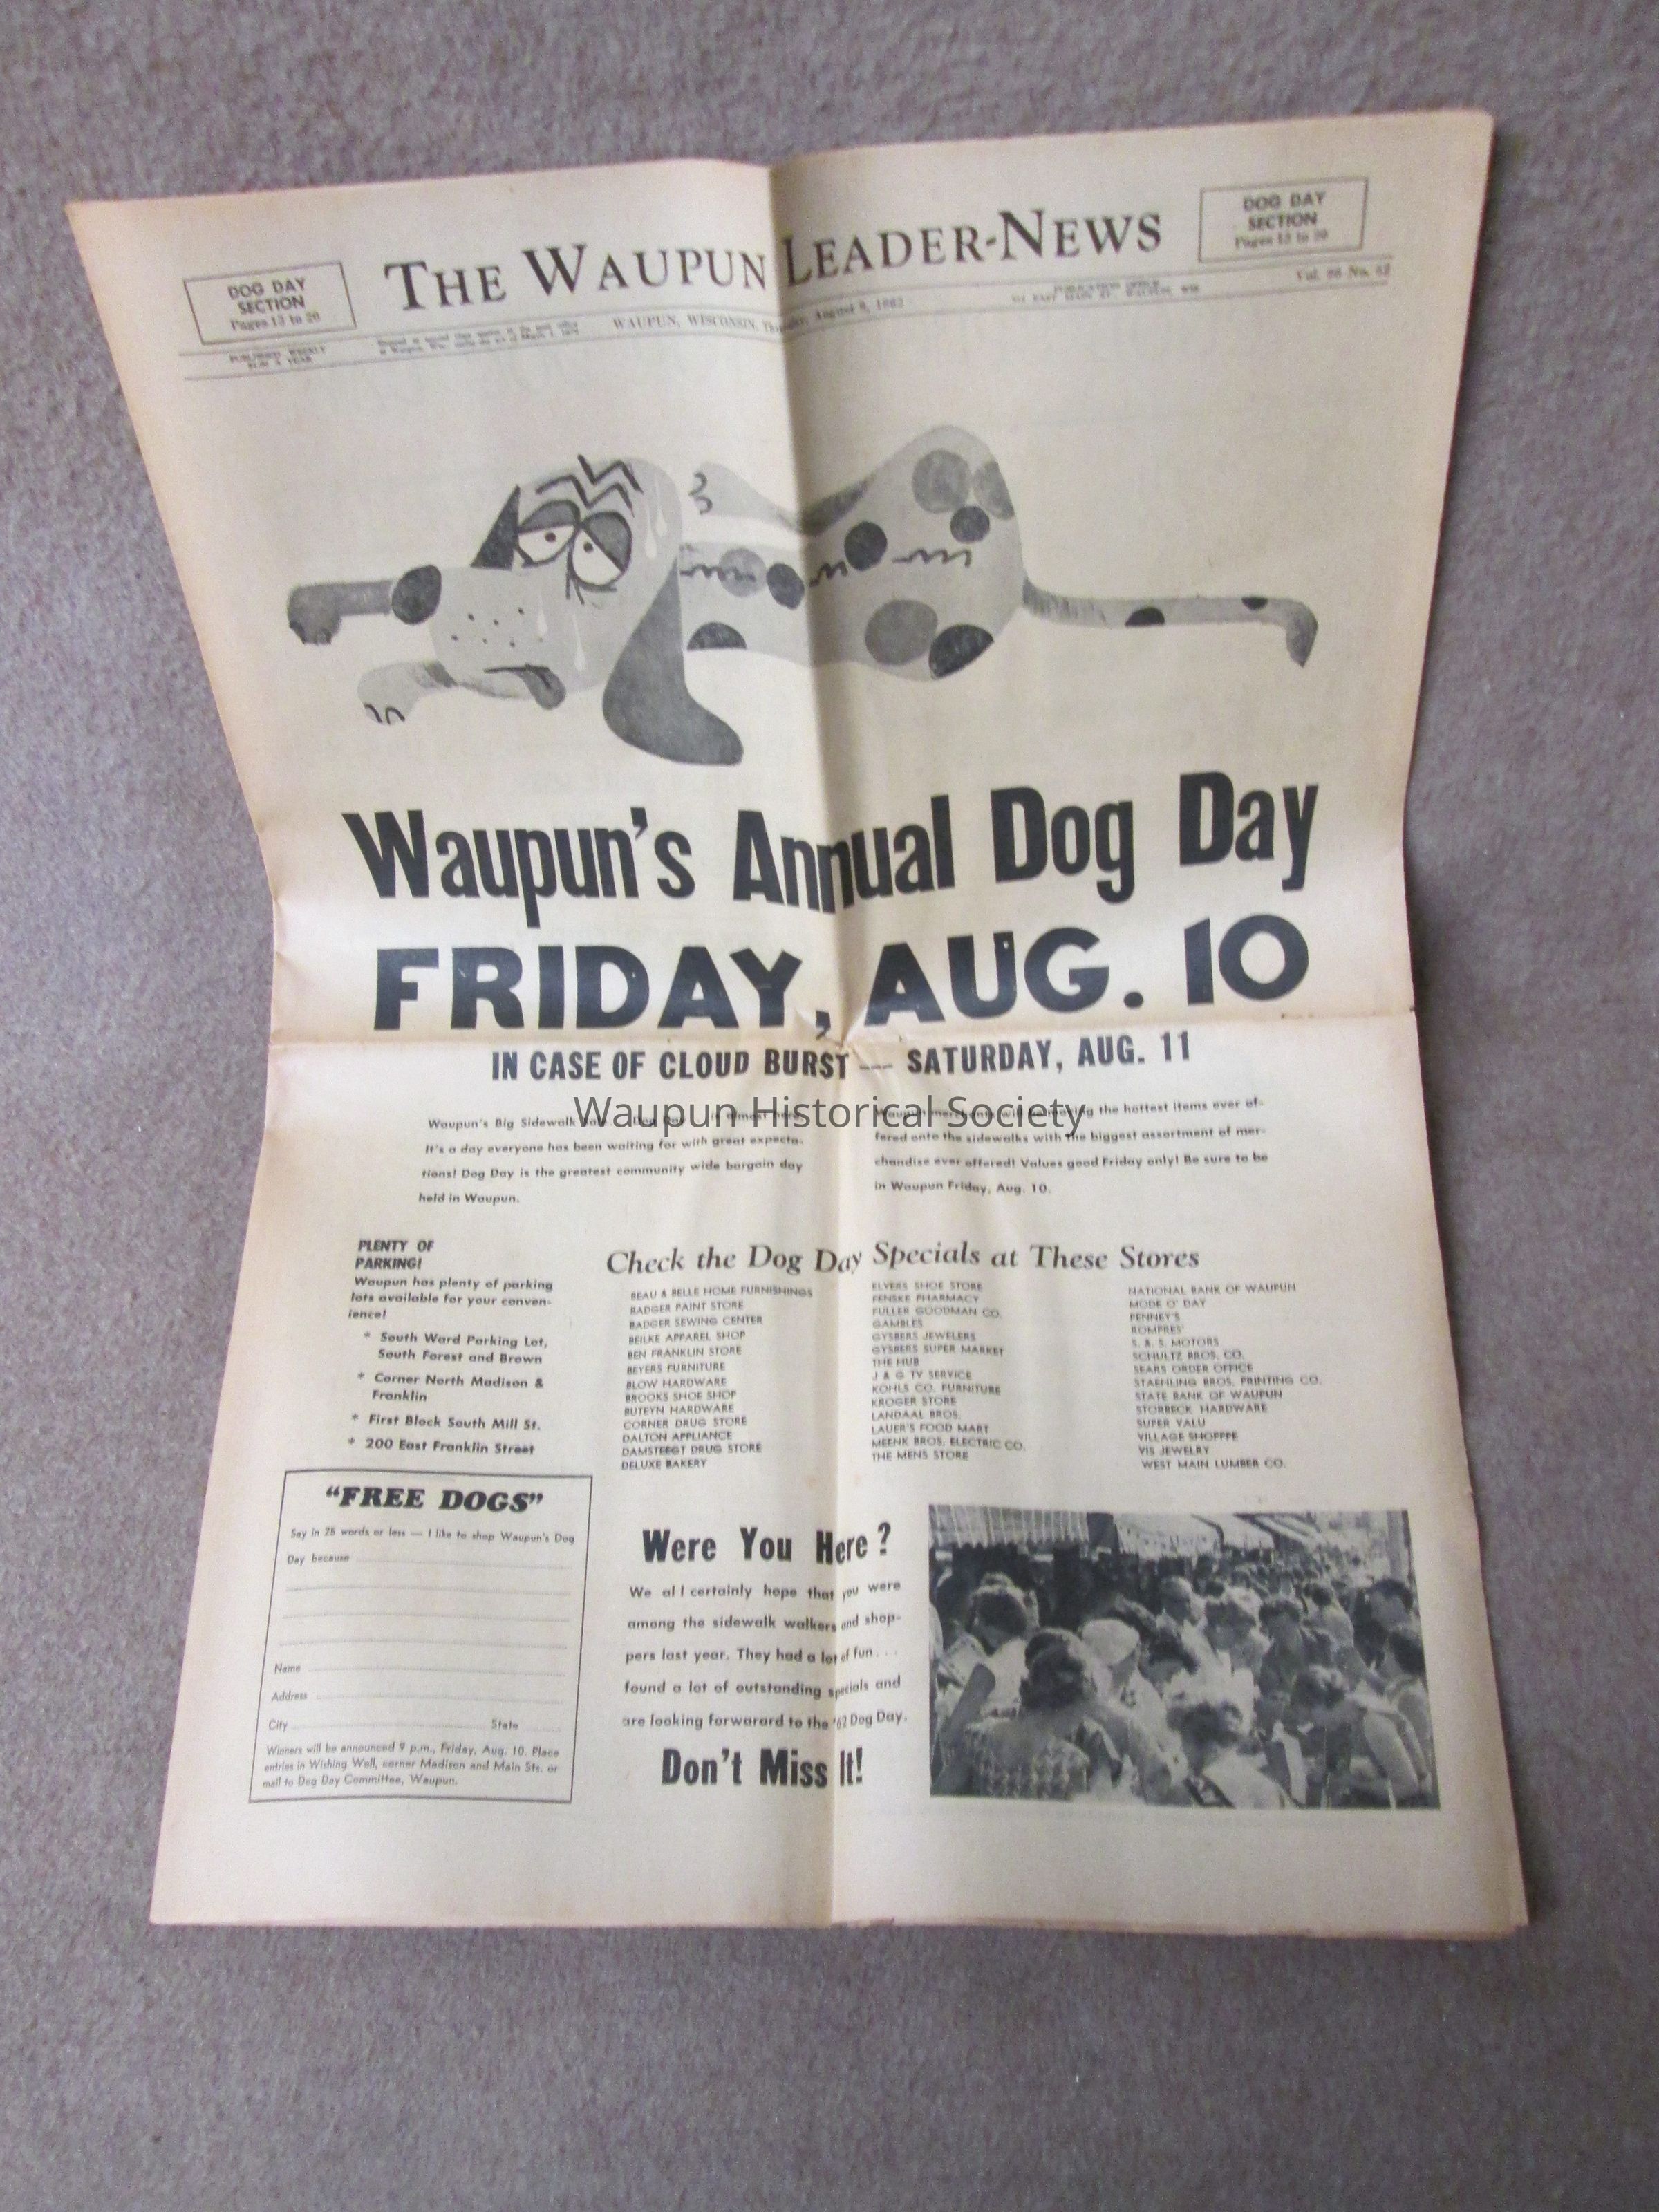 DOG DAY
SECTION
Pages 13 to 20
THE WAUPUN LEADER-NEWS
DOG DAY
SECTION
Pages 13 to 20
PUBLISHED WEEKLY
WAUPUN, WISCONSIN, August 9, 1962
PUBLICATION OFFICE
Vol. 96 No.
Waupun's Annual Dog Day
FRIDAY, AUG. 10
IN CASE OF CLOUD BURST — SATURDAY, AUG. 11
Waupun Historical Society
Waupun's Big Sidewalk
It's a day everyone has been waiting for with great expecta-
tions! Dog Day is the greatest community wide bargain day
held in Waupun.
the hottest items ever of-
fered onto the sidewalks with the biggest assortment of mer-
chandise ever offered! Values good Friday only! Be sure to be
in Waupun Friday, Aug. 10.
PLENTY OF
PARKING!
Waupun has plenty of parking
lots available for your conven-
ience!
* South Ward Parking Lot,
South Forest and Brown
* Corner North Madison &
Franklin
* First Block South Mill St.
* 200 East Franklin Street
Check the Dog Day Specials at These Stores
BEAU & BELLE HOME FURNISHINGS
BADGER PAINT STORE
BADGER SEWING CENTER
BEILKE APPAREL SHOP
BEN FRANKLIN STORE
BEYERS FURNITURE
BLOW HARDWARE
BROOKS SHOE SHOP
BUTEYN HARDWARE
CORNER DRUG STORE
DALTON APPLIANCE
DAMSTEEGT DRUG STORE
DELUXE BAKERY
ELVERS SHOE STORE
FENSKE PHARMACY
FULLER GOODMAN CO.
GAMBLES
GYSBERS JEWELERS
GYSBERS SUPER MARKET
THE HUB
J & G TV SERVICE
KOHLS CO. FURNITURE
KROGER STORE
LANDAAL BROS.
LAUER'S FOOD MART
MEENK BROS. ELECTRIC CO.
THE MENS STORE
NATIONAL BANK OF WAUPUN
MODE O' DAY
PENNEY'S
ROMFRES'
S. & S. MOTORS
SCHULTZ BROS. CO.
SEARS ORDER OFFICE
STAEHLING BROS. PRINTING CO.
STATE BANK OF WAUPUN
STORBECK HARDWARE
SUPER VALU
VILLAGE SHOPPPE
VIS JEWELRY
WEST MAIN LUMBER CO.
"FREE DOGS"
Say in 25 words or less — I like to shop Waupun's Dog
Day because
Name
Address
City State
Winners will be announced 9 p.m., Friday, Aug. 10. Place
entries in Wishing Well, corner Madison and Main Sts. or
mail to Dog Day Committee, Waupun.
Were You Here?
We all certainly hope that you were
among the sidewalk walkers and shop-
pers last year. They had a lot of fun . . .
found a lot of outstanding specials and
are looking forwarard to the '62 Dog Day.
Don't Miss It!